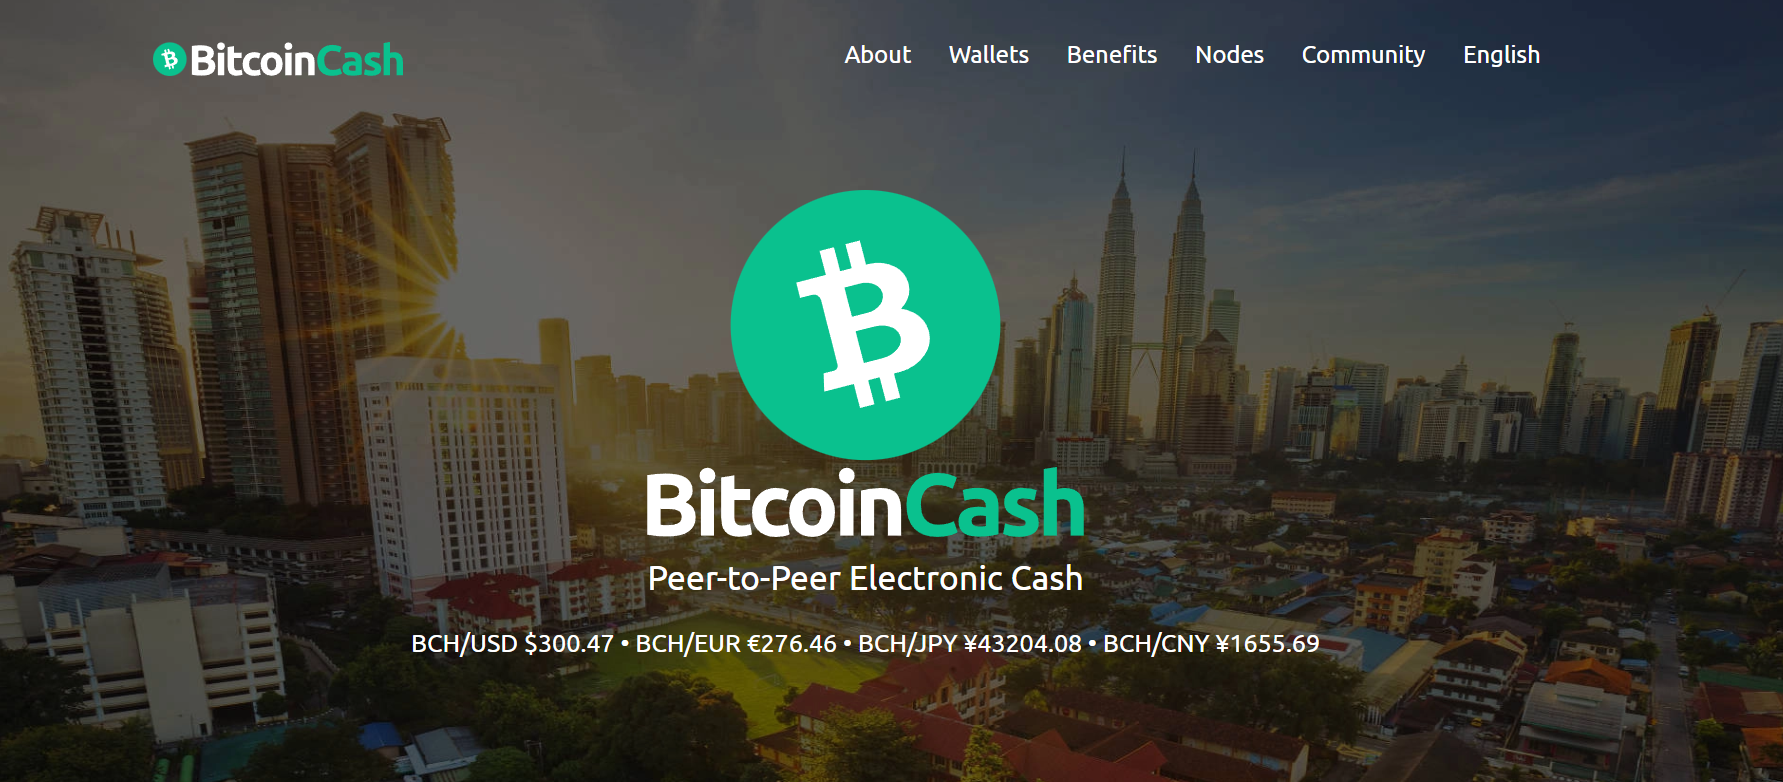 BitcoinCash
About Wallets Benefits Nodes Community English
BitcoinCash
Peer-to-Peer Electronic Cash
BCH/USD $300.47 • BCH/EUR €276.46 • BCH/JPY ¥43204.08 • BCH/CNY ¥1655.69